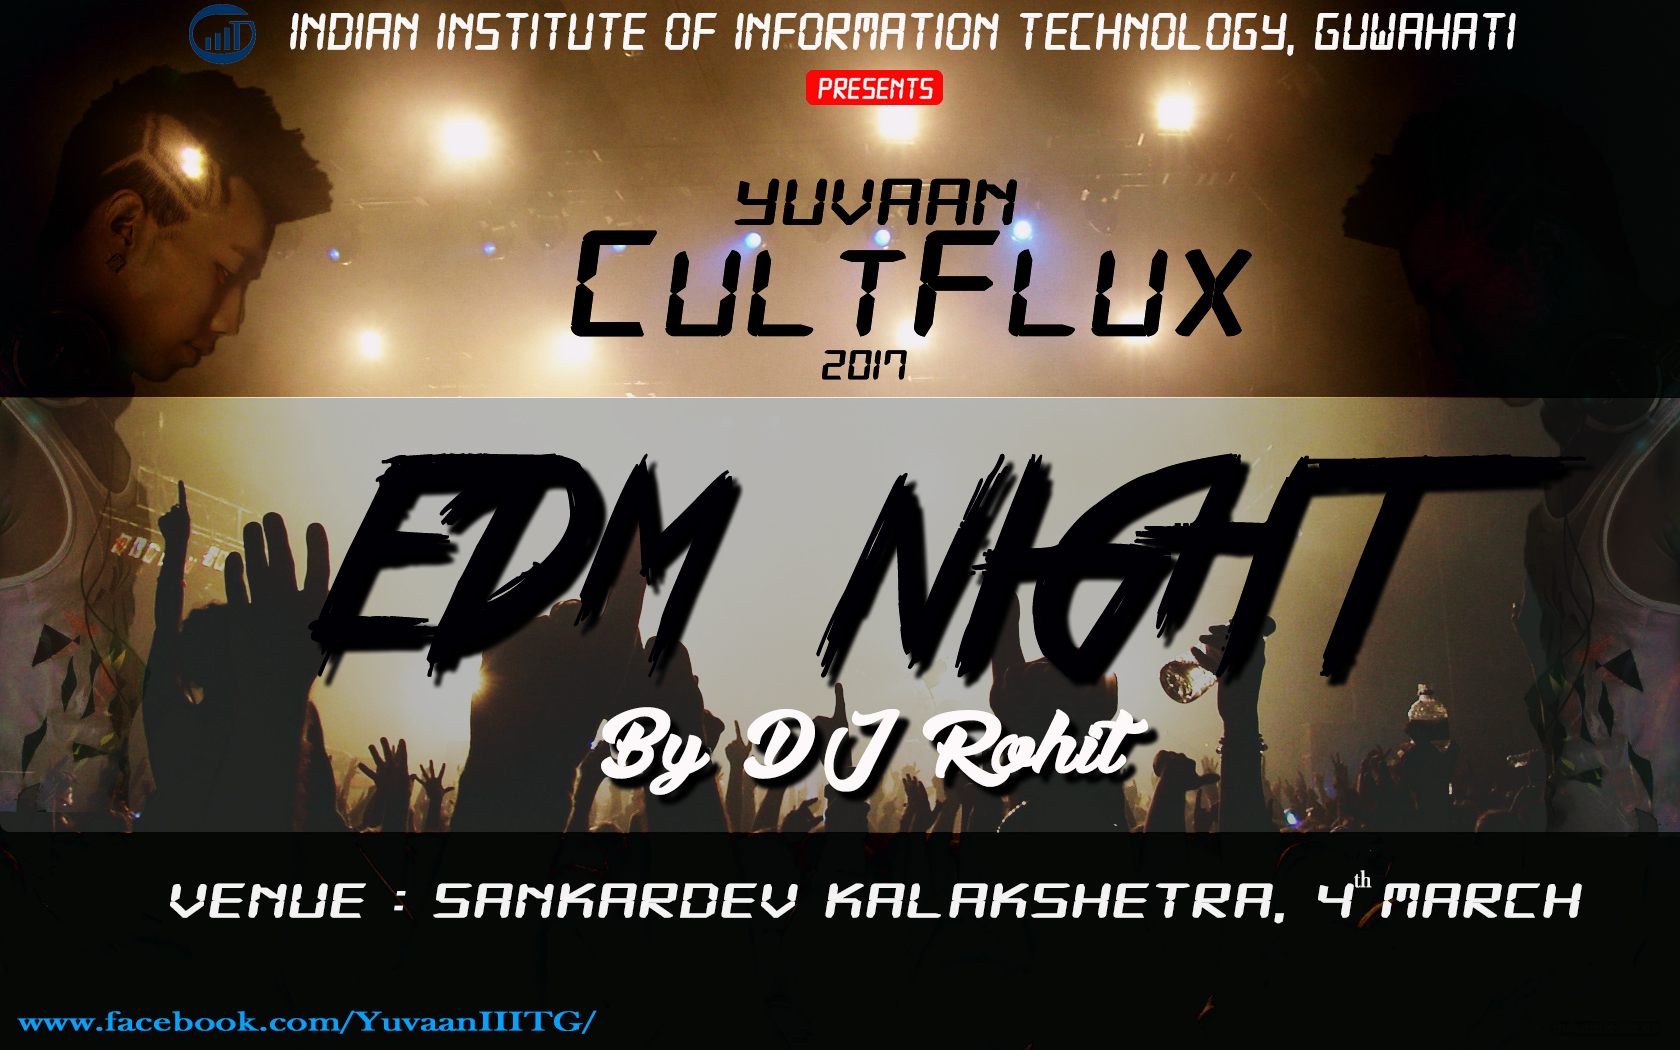 INDIAN INSTITUTE OF INFORMATION TECHNOLOGY, GUWAHATI
PRESENTS
YUVAAN
CULTFLUX
2017
EDM NIGHT
By DJ Rohit
VENUE : SANKARDEV KALAKSHETRA, 4th MARCH
www.facebook.com/YuvaanIIITG/